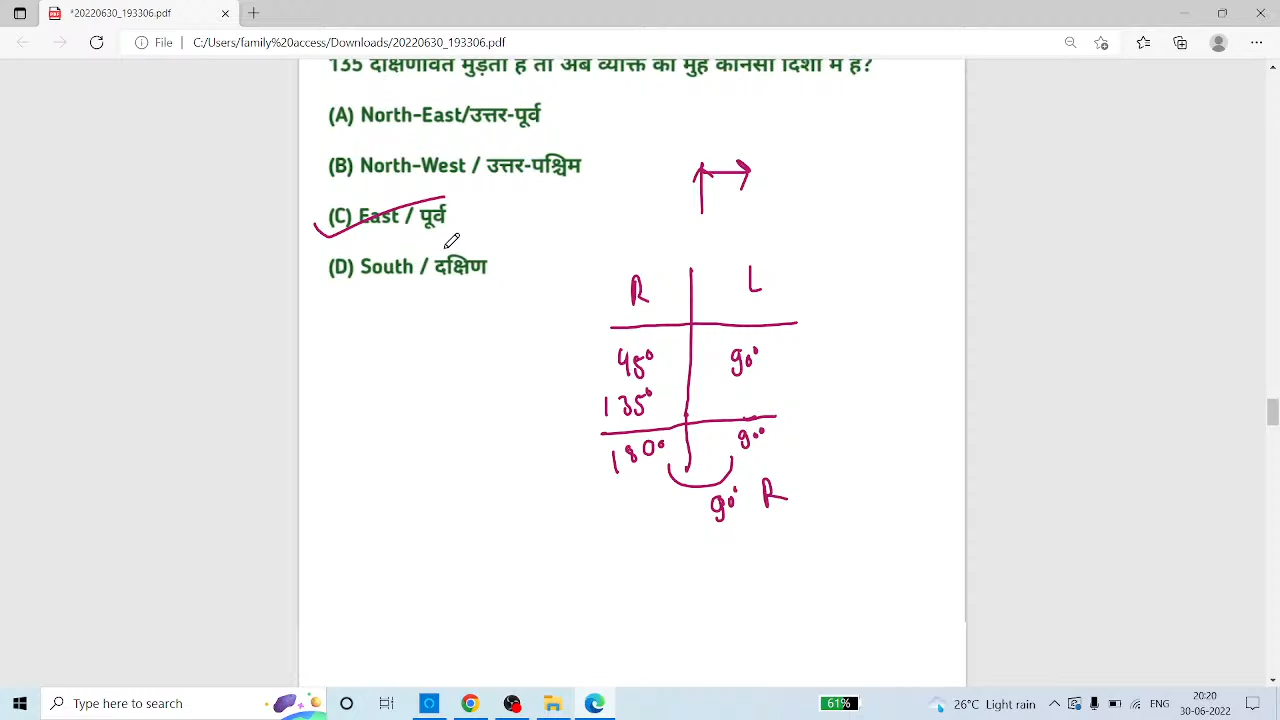 *20220630_193306.pdf
File C:/Users/family%20access/Downloads/20220630_193306.pdf
135 दक्षिणावर्त मुड़ता है तो अब व्यक्ति का मुंह कौनसी दिशा में है?
(A) North-East/उत्तर-पूर्व
(B) North-West / उत्तर-पश्चिम
(C) East / पूर्व
(D) South / दक्षिण
R L
45° 90°
135°
180° 90°
90° R
Type here to search
61%
26°C Light rain
ENG
30-06-2022